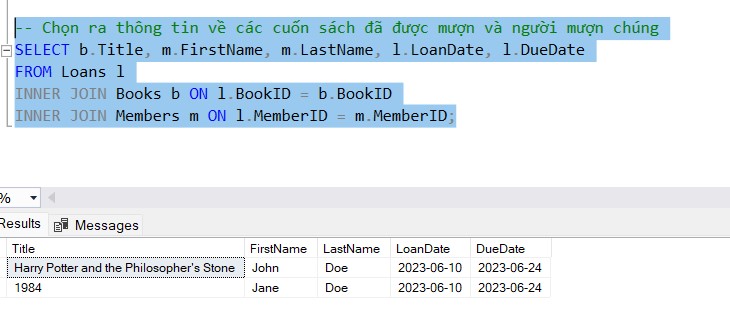 -- Chọn ra thông tin về các cuốn sách đã được mượn và người mượn chúng
SELECT b.Title, m.FirstName, m.LastName, l.LoanDate, l.DueDate
FROM Loans l
INNER JOIN Books b ON l.BookID = b.BookID
INNER JOIN Members m ON l.MemberID = m.MemberID;
%
Results Messages
Title FirstName LastName LoanDate DueDate
Harry Potter and the Philosopher's Stone John Doe 2023-06-10 2023-06-24
1984 Jane Doe 2023-06-10 2023-06-24